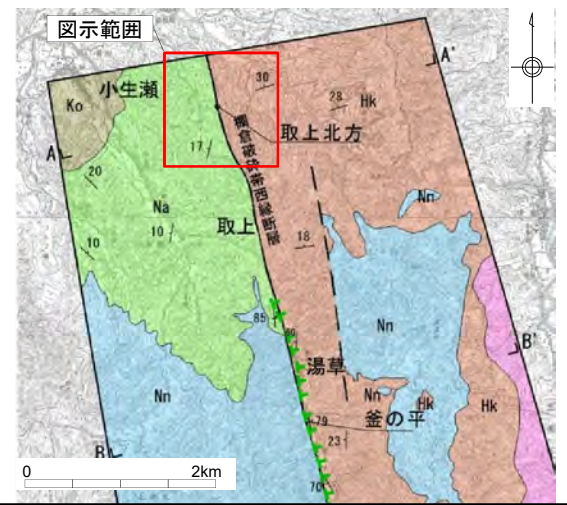 図示範囲
小生瀬
Ko
30
28
Hk
A'
取上北方
A
17
棚倉破砕帯西縁断層
20
Na
10
取上
18
Nn
10
Nn
85
B'
湯草
Nn
Nn
Hk
Hk
79
釜の平
23
B
70
0
2km